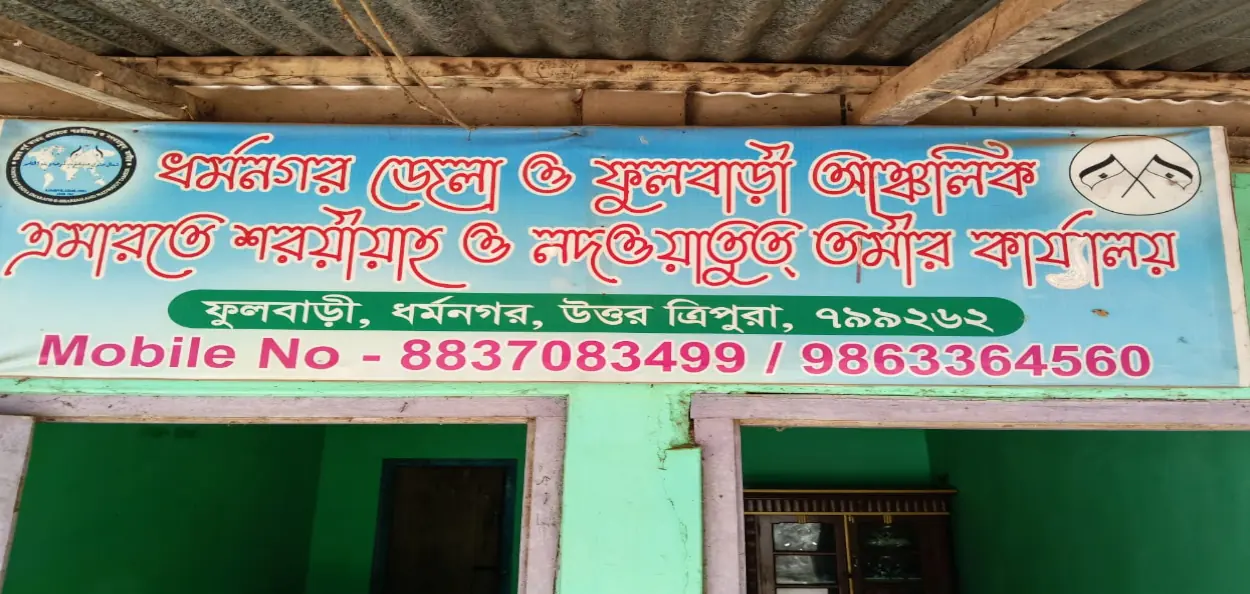 ধর্মনগর জেলা ও ফুলবাড়ী আঞ্চলিক
এমারতে শরয়ীয়াহ ও নদওয়াতুত্ তামীর কার্য্যালয়
ফুলবাড়ী, ধর্মনগর, উত্তর ত্রিপুরা, ৭৯৯২৬২
Mobile No - 8837083499 / 9863364560